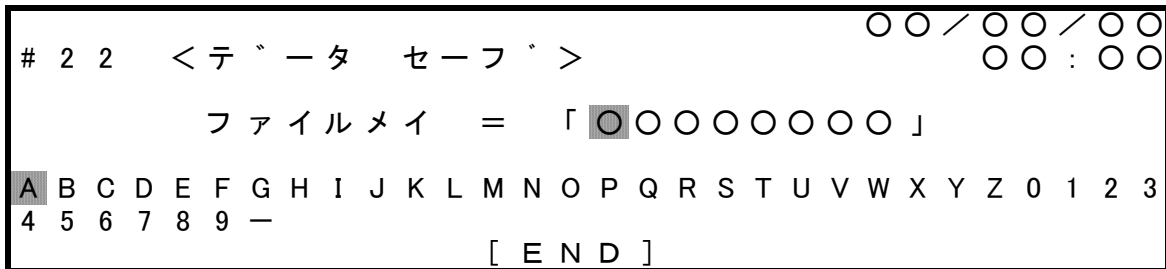 ○○／○○／○○
#22 ＜データ セーブ＞ ○○:○○
ファイルメイ ＝ 「○○○○○○○○」
A B C D E F G H I J K L M N O P Q R S T U V W X Y Z 0 1 2 3
4 5 6 7 8 9 ー
[END]